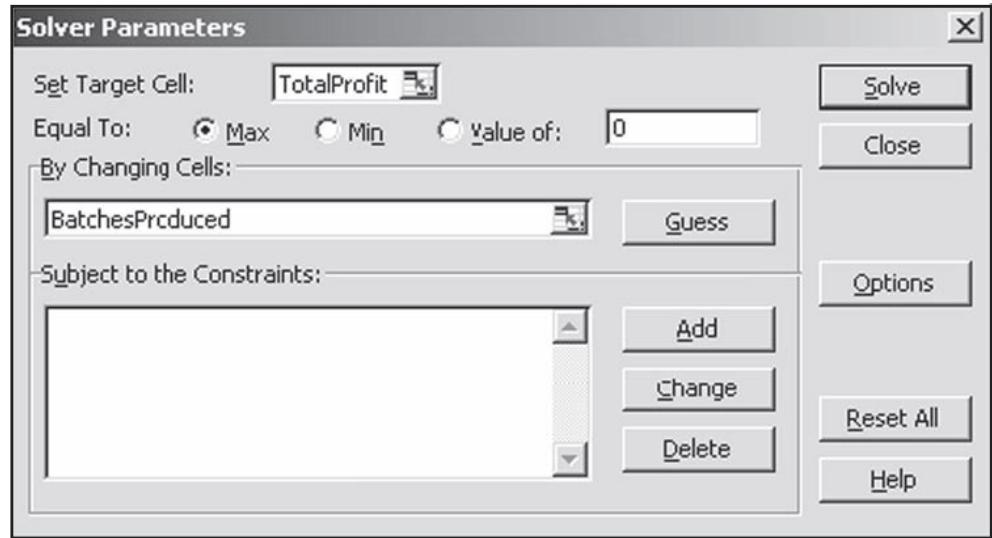 Solver Parameters
Set Target Cell: TotalProfit Solve
Equal To: Max Min Value of: 0 Close
By Changing Cells:
BatchesPrcduced Guess
Subject to the Constraints: Options
Add
Change
Reset All
Delete
Help